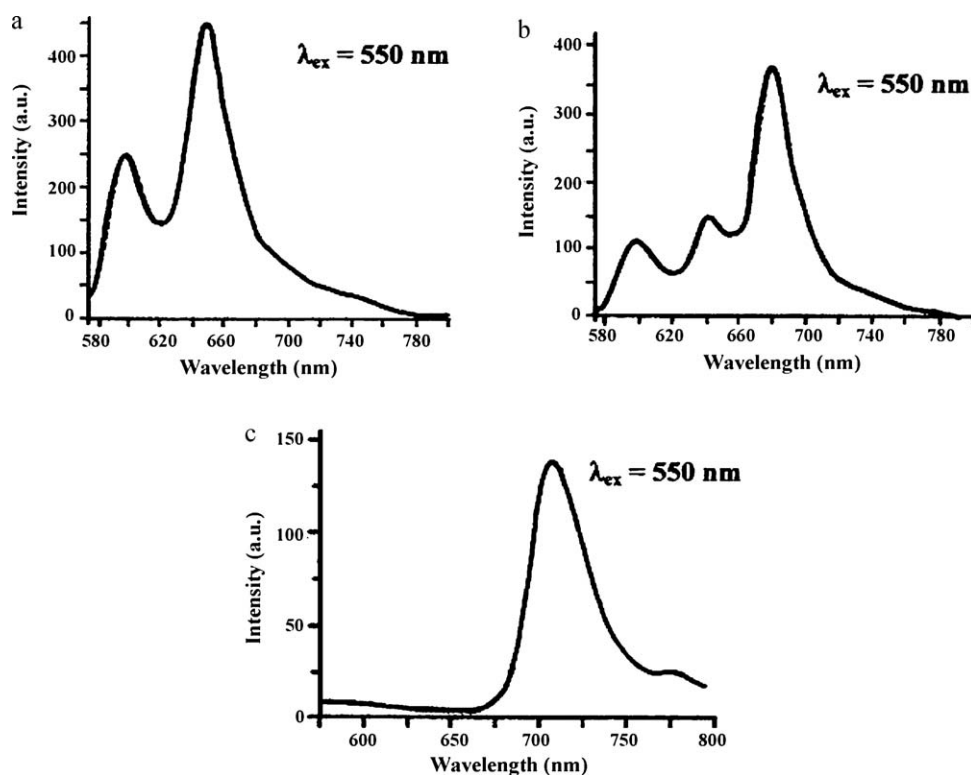 a
λex = 550 nm
Intensity (a.u.)
400
300
200
100
0
580 620 660 700 740 780
Wavelength (nm)
b
λex = 550 nm
Intensity (a.u.)
400
300
200
100
0
580 620 660 700 740 780
Wavelength (nm)
c
λex = 550 nm
Intensity (a.u.)
150
100
50
0
600 650 700 750 800
Wavelength (nm)